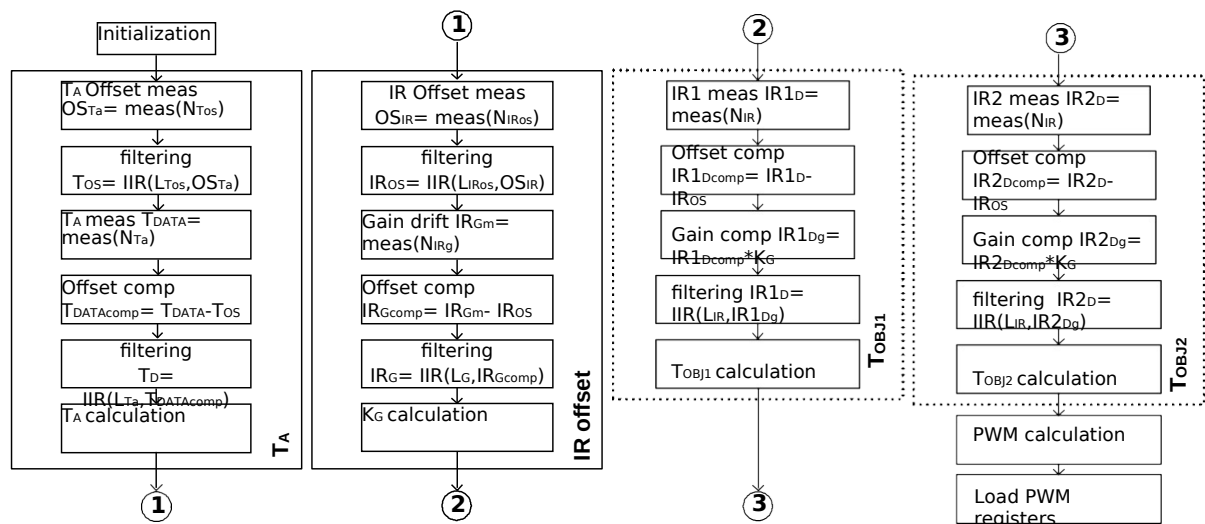 Initialization
TA Offset meas
OSTa= meas(NTos)
filtering
TOS= IIR(LTos,OSTa)
TA meas TDATA=
meas(NTa)
Offset comp
TDATAcomp= TDATA-TOS
filtering
TD=
IIR(LTa,TDATAcomp)
TA calculation
TA
1
1
IR Offset meas
OSIR= meas(NIRos)
filtering
IROS= IIR(LIRos,OSIR)
Gain drift IRGm=
meas(NIRg)
Offset comp
IRGcomp= IRGm- IROS
filtering
IRG= IIR(LG,IRGcomp)
KG calculation
IR offset
2
2
IR1 meas IR1D=
meas(NIR)
Offset comp
IR1Dcomp= IR1D-
IROS
Gain comp IR1Dg=
IR1Dcomp*KG
filtering IR1D=
IIR(LIR,IR1Dg)
TOBJ1 calculation
TOBJ1
3
3
IR2 meas IR2D=
meas(NIR)
Offset comp
IR2Dcomp= IR2D-
IROS
Gain comp IR2Dg=
IR2Dcomp*KG
filtering IR2D=
IIR(LIR,IR2Dg)
TOBJ2 calculation
TOBJ2
PWM calculation
Load PWM
registers